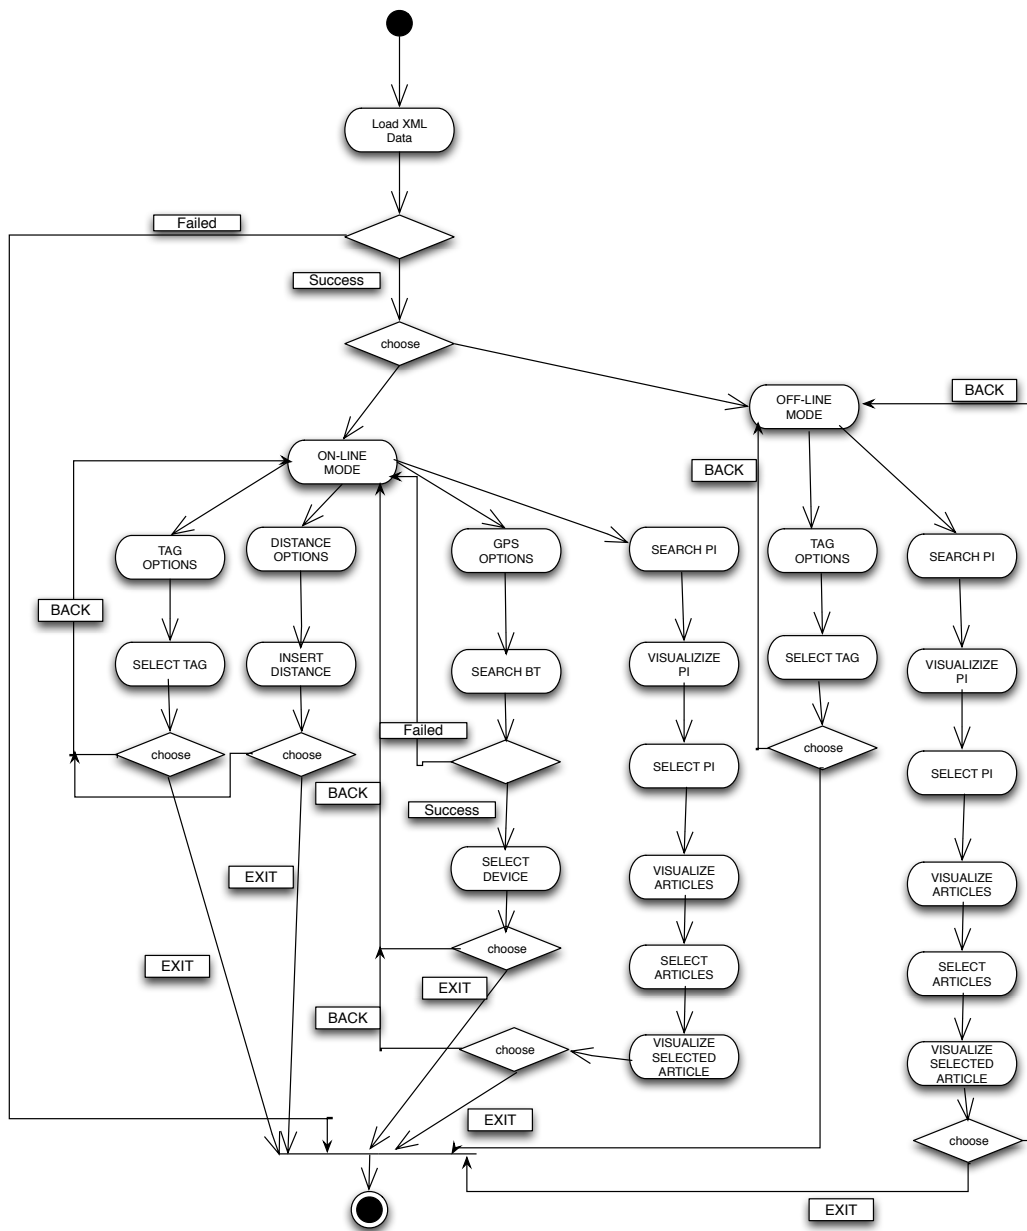 Load XML
Data
Failed
Success
choose
OFF-LINE
MODE
BACK
ON-LINE
MODE
BACK
TAG
OPTIONS
DISTANCE
OPTIONS
GPS
OPTIONS
SEARCH PI
TAG
OPTIONS
SEARCH PI
BACK
SELECT TAG
INSERT
DISTANCE
SEARCH BT
VISUALIZIZE
PI
SELECT TAG
VISUALIZIZE
PI
Failed
choose
choose
choose
BACK
SELECT PI
SELECT PI
Success
EXIT
SELECT
DEVICE
VISUALIZE
ARTICLES
VISUALIZE
ARTICLES
choose
EXIT
EXIT
SELECT
ARTICLES
SELECT
ARTICLES
BACK
choose
VISUALIZE
SELECTED
ARTICLE
VISUALIZE
SELECTED
ARTICLE
EXIT
choose
EXIT